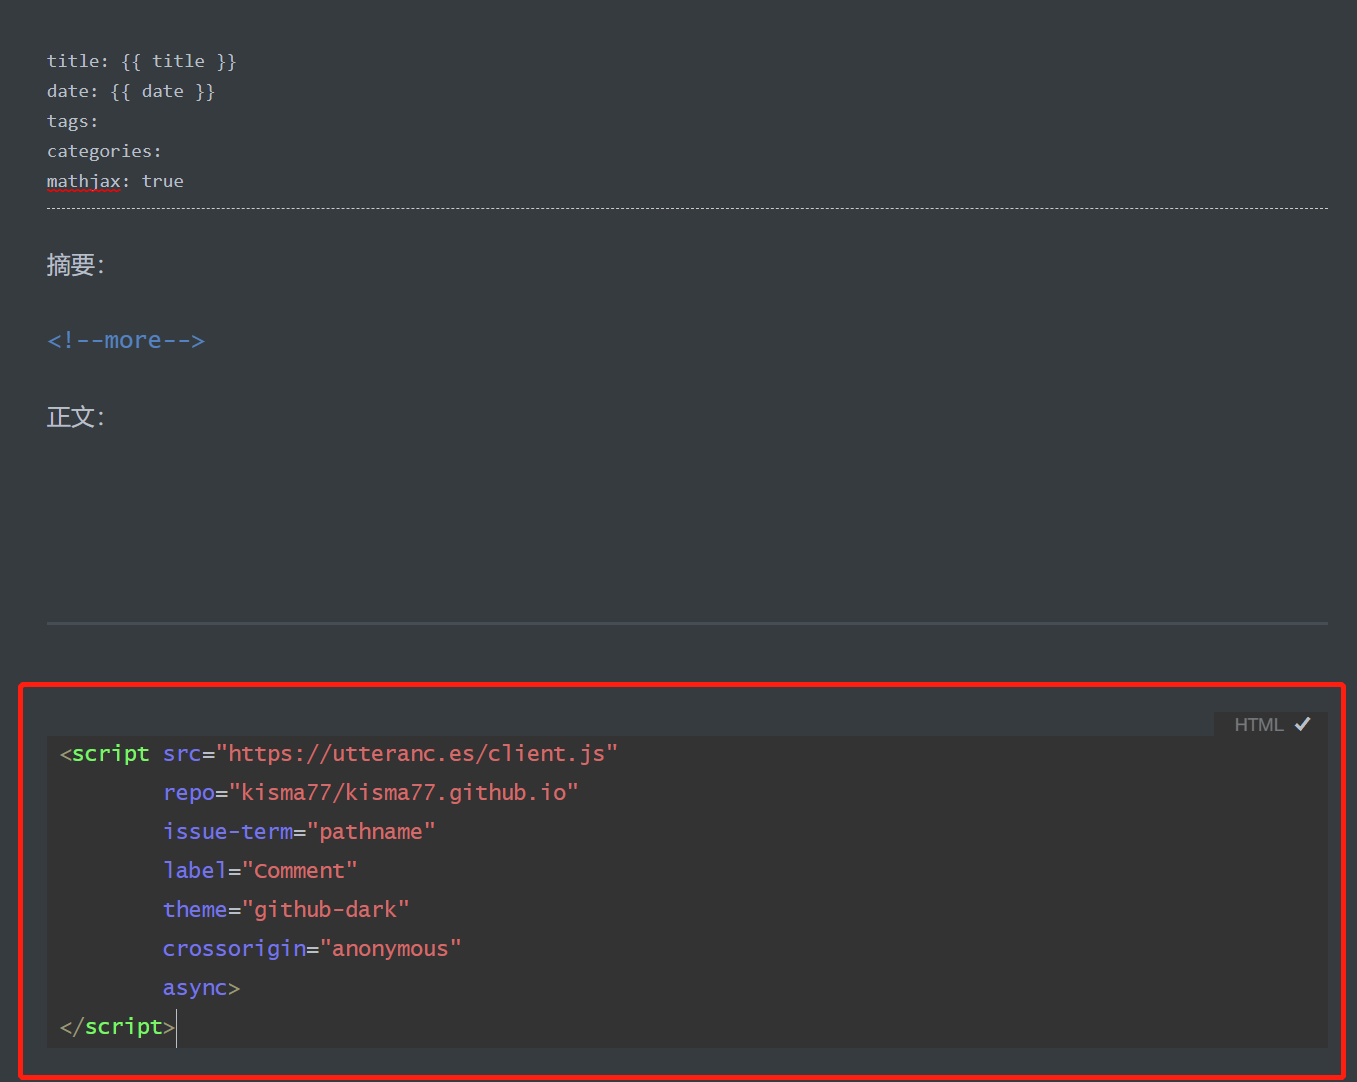 title: {{ title }}
date: {{ date }}
tags:
categories:
mathjax: true
摘要：
<!--more-->
正文：
HTML
<script src="https://utteranc.es/client.js"
repo="kisma77/kisma77.github.io"
issue-term="pathname"
label="Comment"
theme="github-dark"
crossorigin="anonymous"
async>
</script>